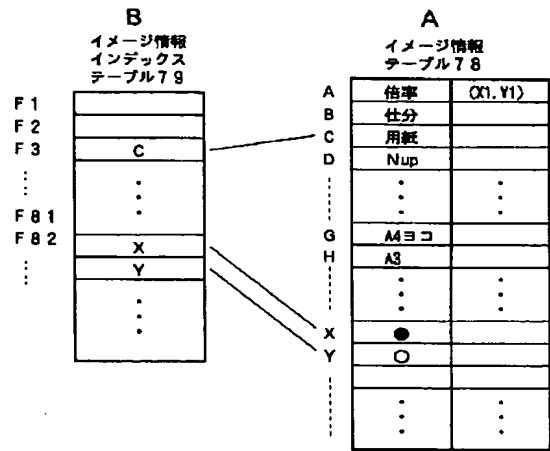 B
イメージ情報
インデックス
テーブル79
F1
F2
F3
C
F81
F82
X
Y
A
イメージ情報
テーブル78
A 倍率 (X1.Y1)
B 仕分
C 用紙
D Nup
G A4ヨコ
H A3
X ●
Y ○